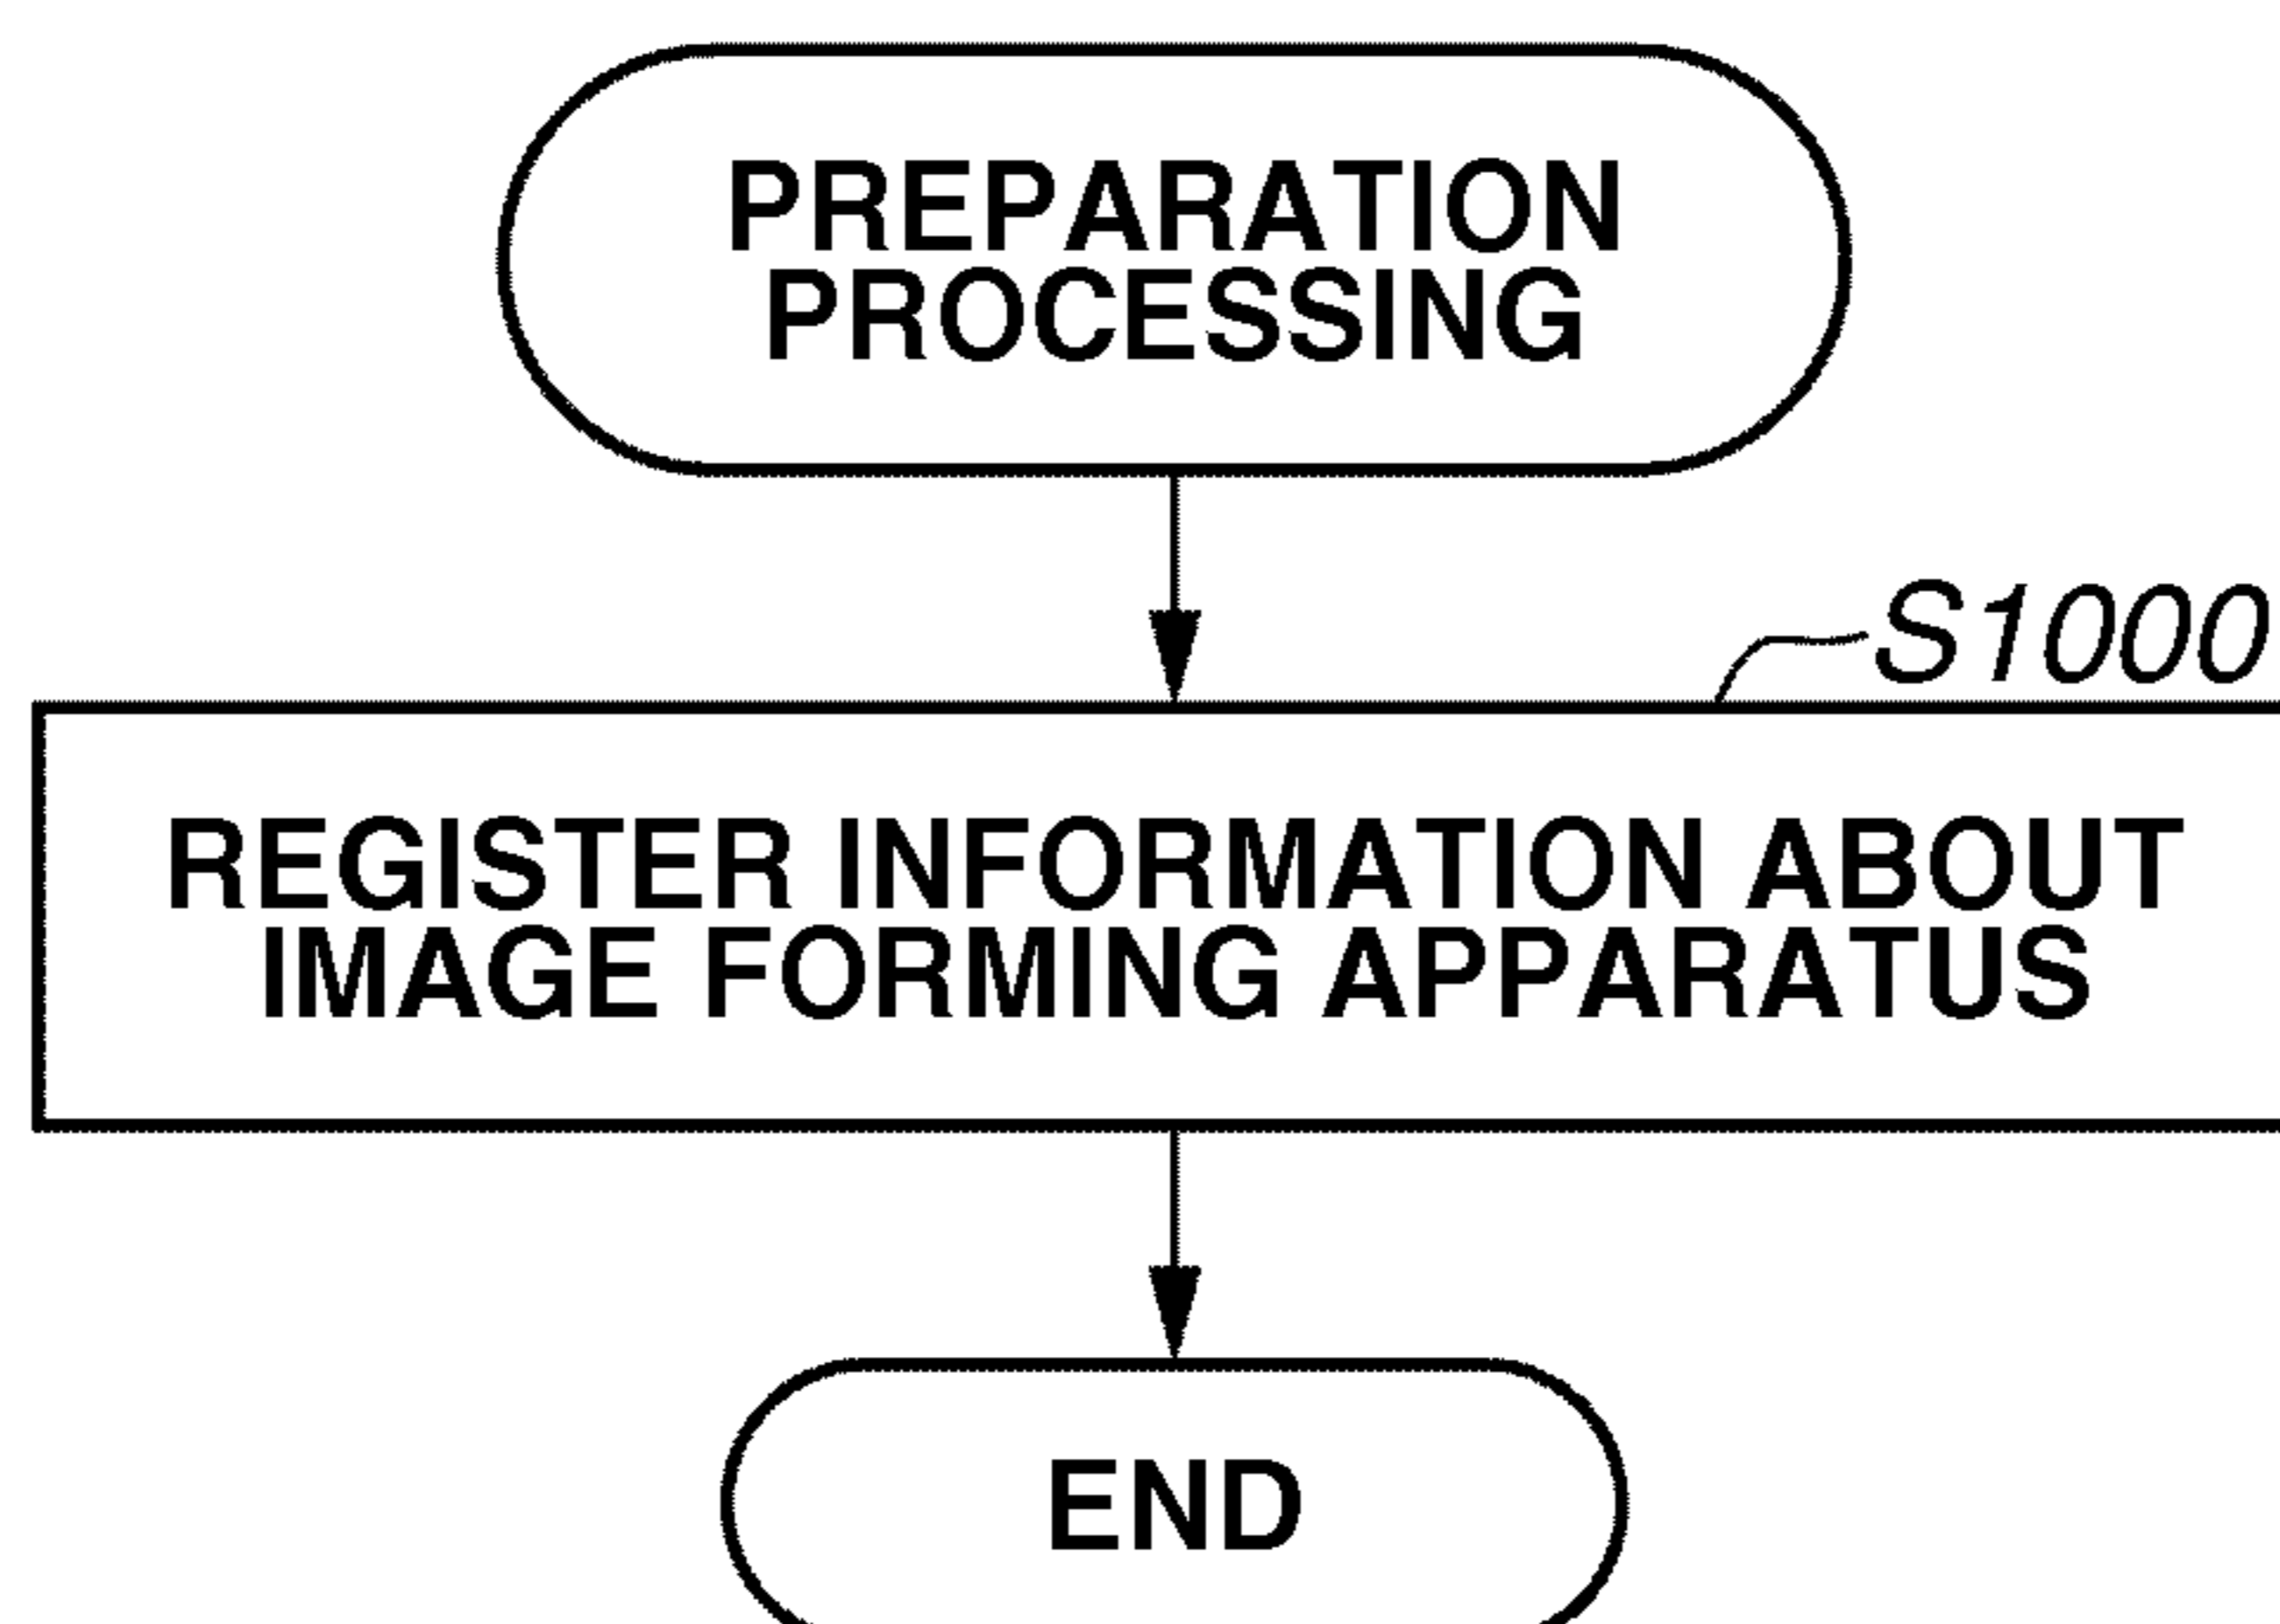 PREPARATION
PROCESSING
S1000
REGISTER INFORMATION ABOUT
IMAGE FORMING APPARATUS
END